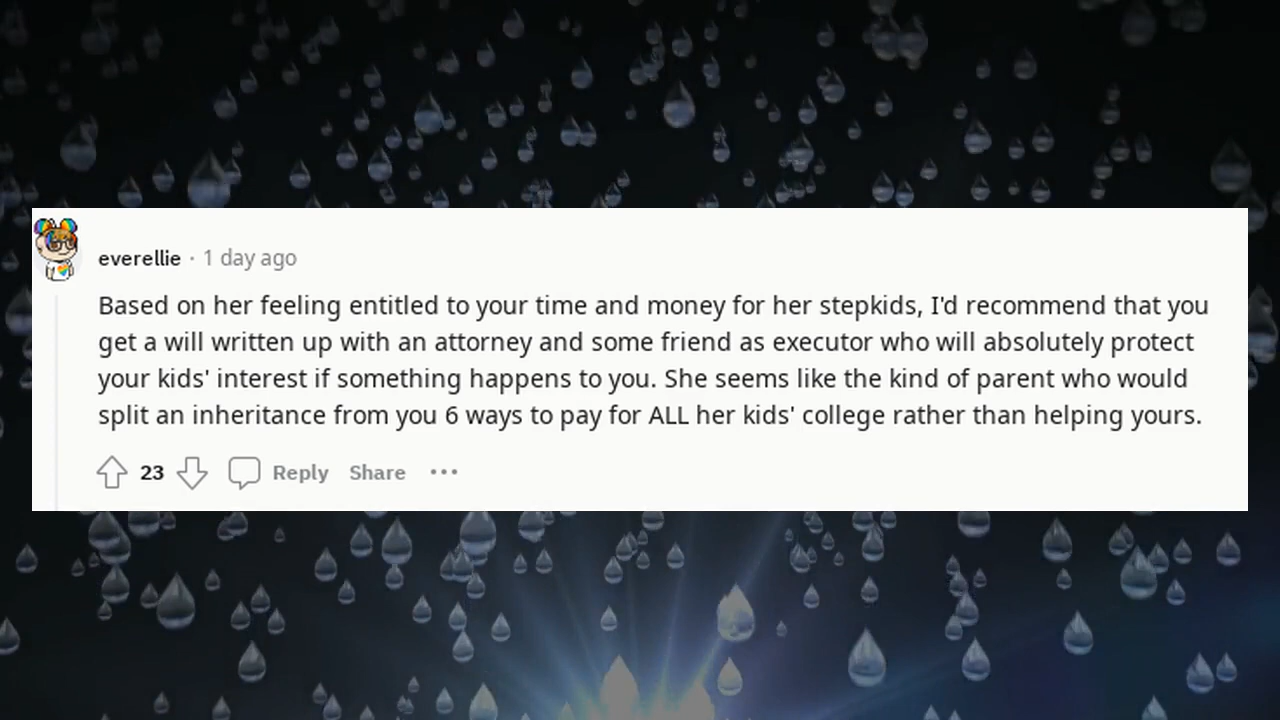 everellie · 1 day ago
Based on her feeling entitled to your time and money for her stepkids, I'd recommend that you
get a will written up with an attorney and some friend as executor who will absolutely protect
your kids' interest if something happens to you. She seems like the kind of parent who would
split an inheritance from you 6 ways to pay for ALL her kids' college rather than helping yours.
23 Reply Share ···